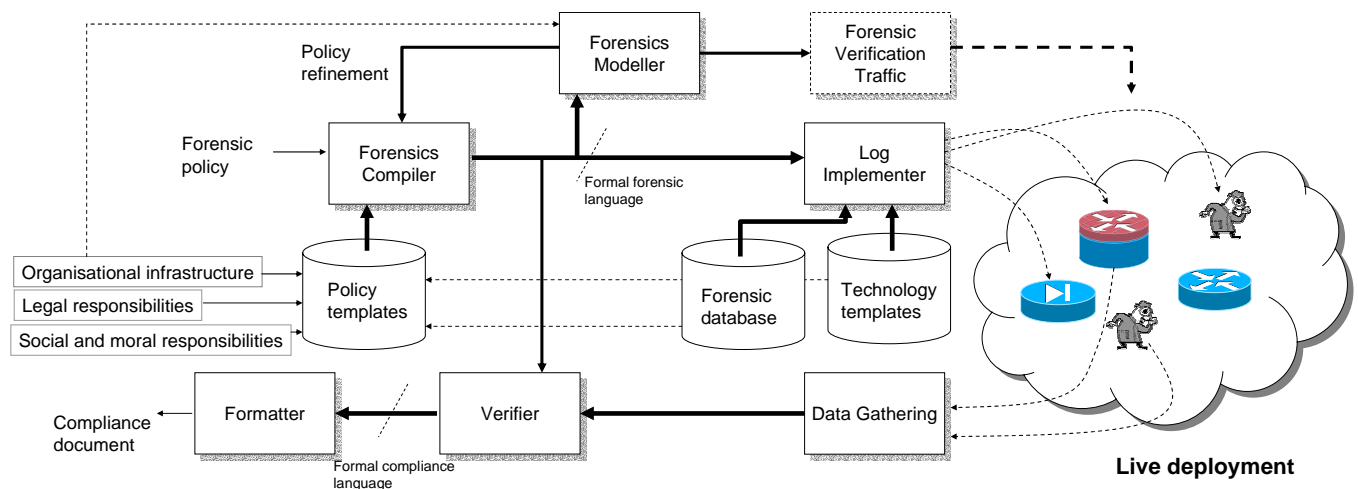 Policy
refinement
Forensics
Modeller
Forensic
Verification
Traffic
Forensic
policy
Forensics
Compiler
Formal forensic
language
Log
Implementer
Organisational infrastructure
Legal responsibilities
Social and moral responsibilities
Policy
templates
Forensic
database
Technology
templates
Compliance
document
Formatter
Formal compliance
language
Verifier
Data Gathering
Live deployment